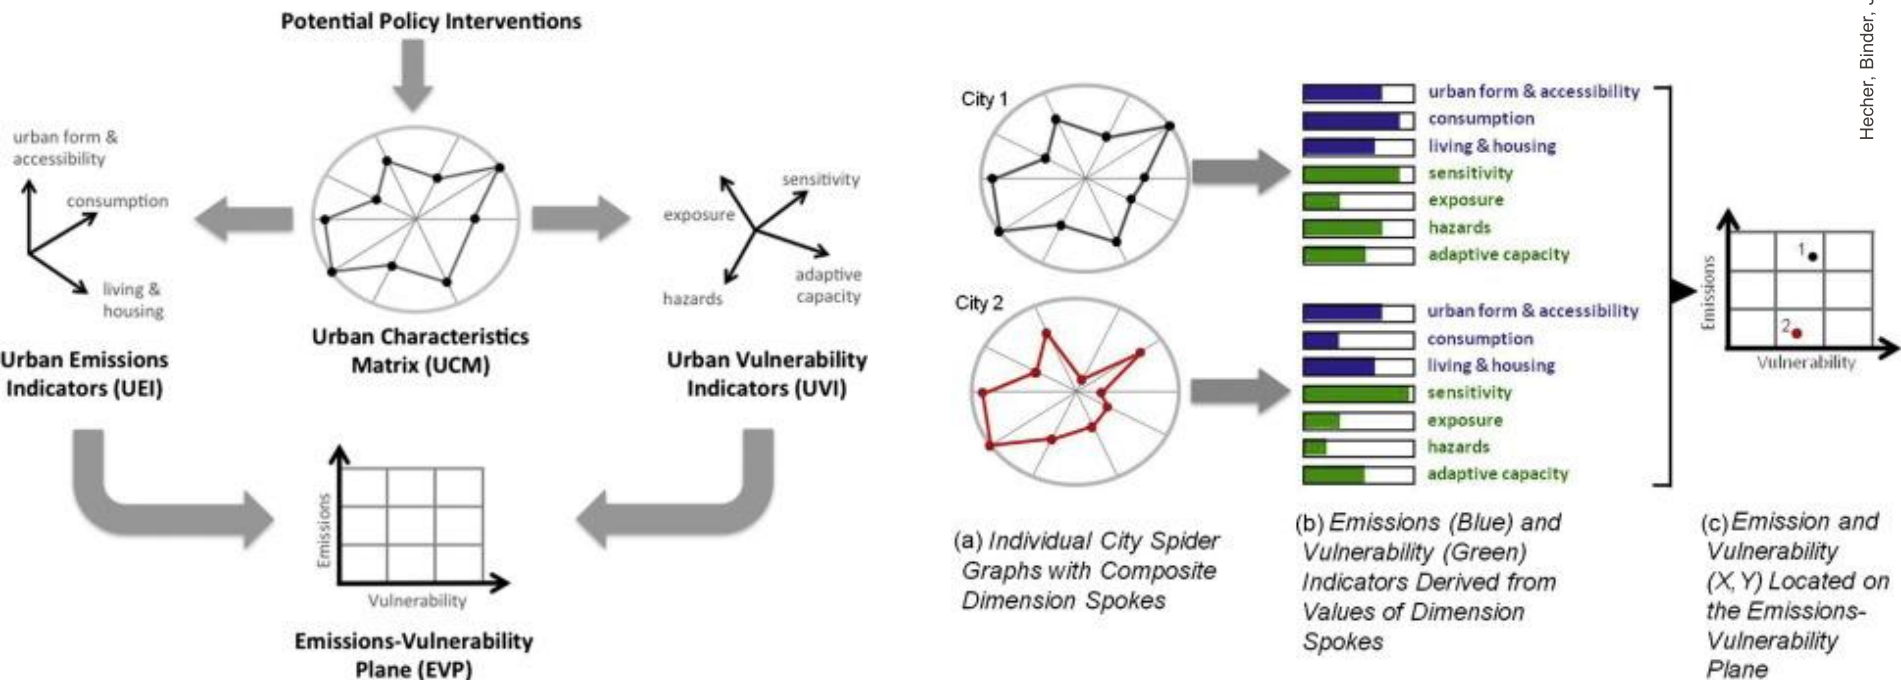 Potential Policy Interventions
urban form &
accessibility
consumption
living &
housing
Urban Emissions
Indicators (UEI)
Urban Characteristics
Matrix (UCM)
sensitivity
exposure
hazards
adaptive
capacity
Urban Vulnerability
Indicators (UVI)
Emissions
Vulnerability
Emissions-Vulnerability
Plane (EVP)
City 1
City 2
urban form & accessibility
consumption
living & housing
sensitivity
exposure
hazards
adaptive capacity
urban form & accessibility
consumption
living & housing
sensitivity
exposure
hazards
adaptive capacity
Emissions
1
2
Vulnerability
(a) Individual City Spider
Graphs with Composite
Dimension Spokes
(b) Emissions (Blue) and
Vulnerability (Green)
Indicators Derived from
Values of Dimension
Spokes
(c) Emission and
Vulnerability
(X,Y) Located on
the Emissions-
Vulnerability
Plane
Hecher, Binder,